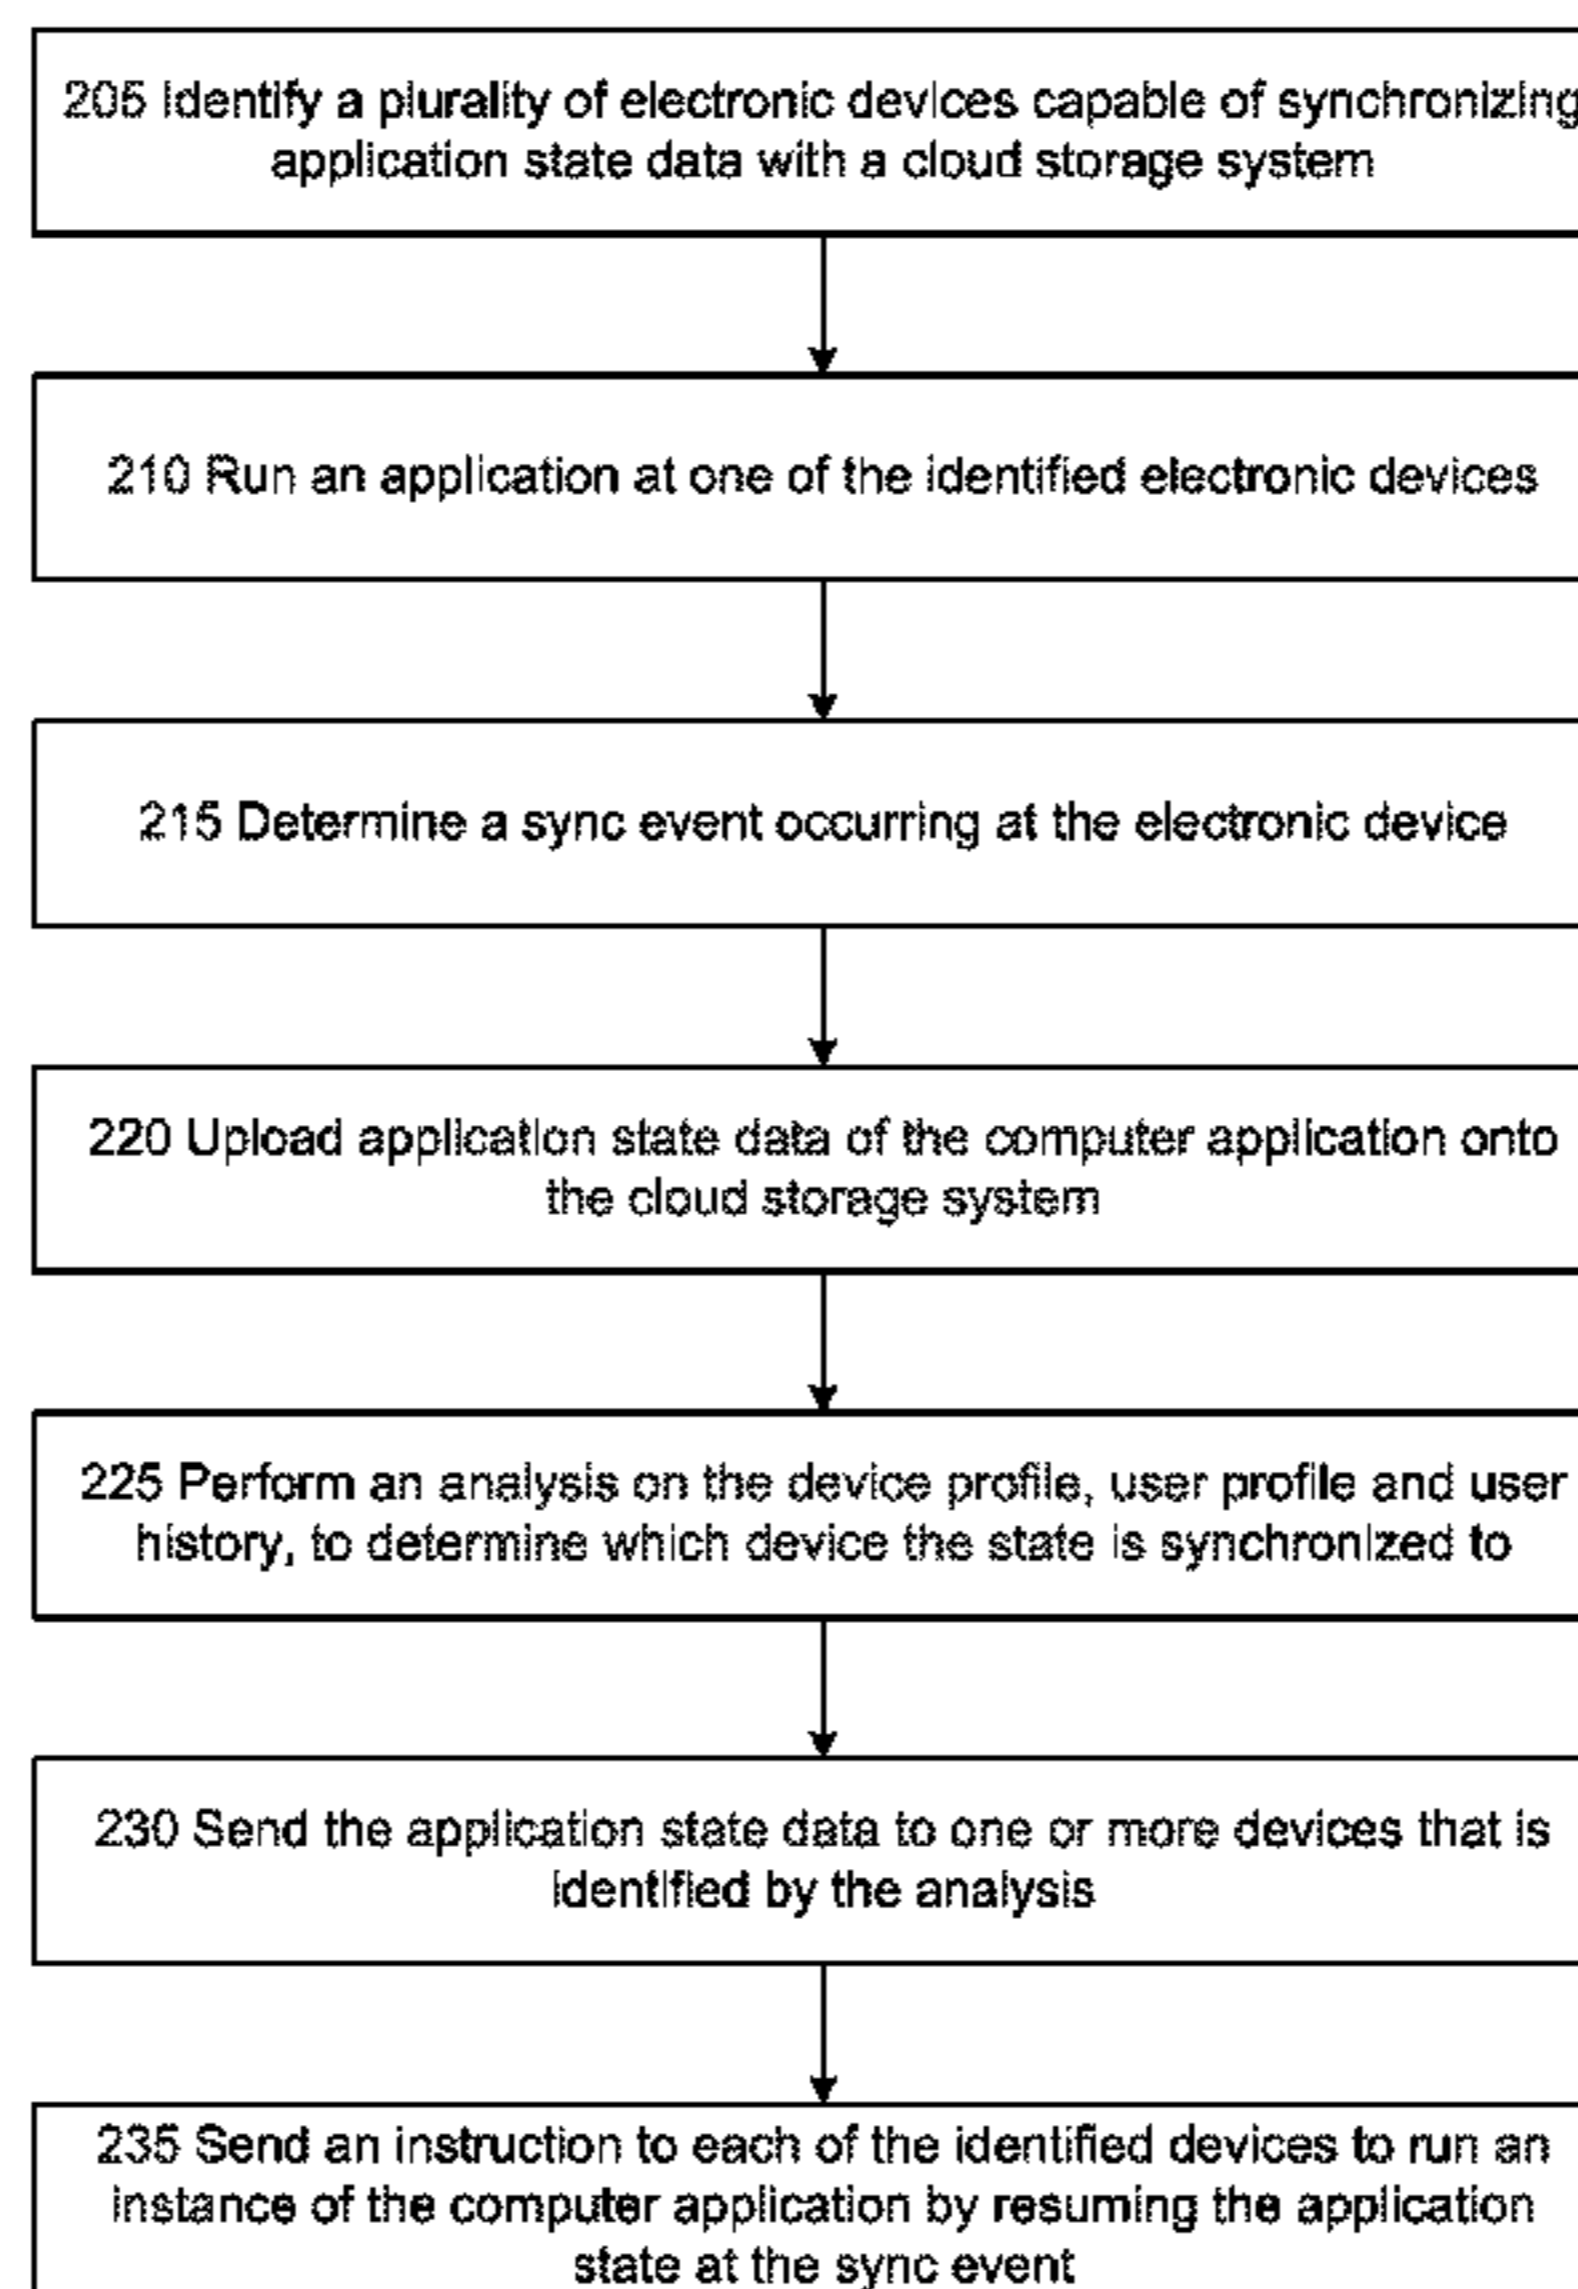 205 Identify a plurality of electronic devices capable of synchronizing
application state data with a cloud storage system
210 Run an application at one of the identified electronic devices
215 Determine a sync event occurring at the electronic device
220 Upload application state data of the computer application onto
the cloud storage system
225 Perform an analysis on the device profile, user profile and user
history, to determine which device the state is synchronized to
230 Send the application state data to one or more devices that is
identified by the analysis
235 Send an instruction to each of the identified devices to run an
instance of the computer application by resuming the application
state at the sync event